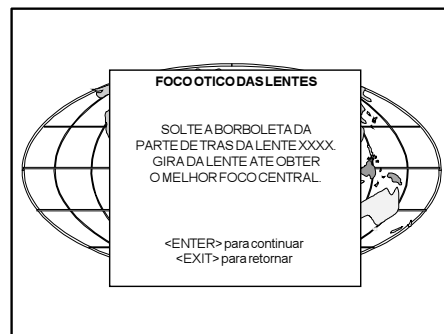 FOCO OTICO DAS LENTES
SOLTE A BORBOLETA DA
PARTE DE TRAS DA LENTE XXXX.
GIRA DA LENTE ATE OBTER
O MELHOR FOCO CENTRAL.
<ENTER> para continuar
<EXIT> para retornar